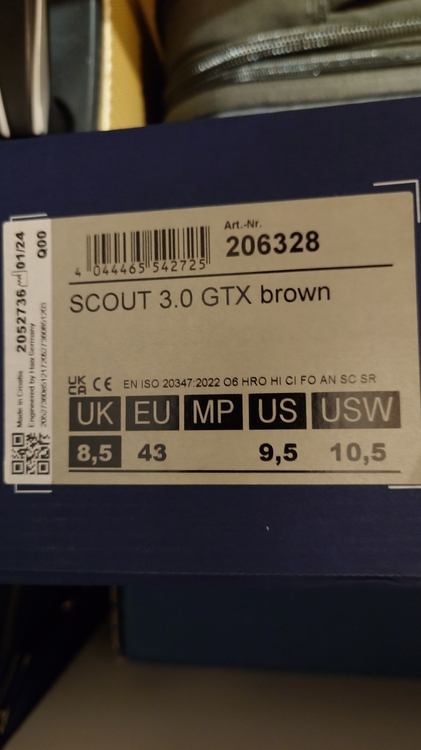 Art.-Nr.
206328
4 044465 542725
SCOUT 3.0 GTX brown
UK CA CE EN ISO 20347:2022 O6 HRO HI CI FO AN SC SR
UK EU MP US USW
8,5 43 9,5 10,5
2052736 01/24 Q00
Made in Croatia
Engineered by Haix Germany